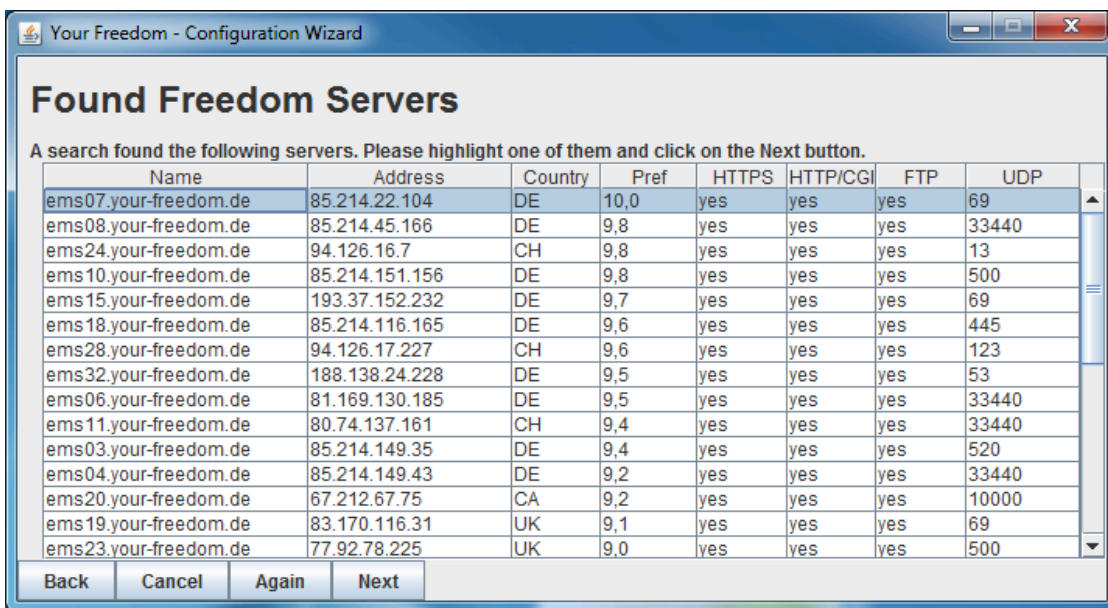 Your Freedom - Configuration Wizard
Found Freedom Servers
A search found the following servers. Please highlight one of them and click on the Next button.
Name Address Country Pref HTTPS HTTP/CGI FTP UDP
ems07.your-freedom.de 85.214.22.104 DE 10,0 yes yes yes 69
ems08.your-freedom.de 85.214.45.166 DE 9,8 yes yes yes 33440
ems24.your-freedom.de 94.126.16.7 CH 9,8 yes yes yes 13
ems10.your-freedom.de 85.214.151.156 DE 9,8 yes yes yes 500
ems15.your-freedom.de 193.37.152.232 DE 9,7 yes yes yes 69
ems18.your-freedom.de 85.214.116.165 DE 9,6 yes yes yes 445
ems28.your-freedom.de 94.126.17.227 CH 9,6 yes yes yes 123
ems32.your-freedom.de 188.138.24.228 DE 9,5 yes yes yes 53
ems06.your-freedom.de 81.169.130.185 DE 9,5 yes yes yes 33440
ems11.your-freedom.de 80.74.137.161 CH 9,4 yes yes yes 33440
ems03.your-freedom.de 85.214.149.35 DE 9,4 yes yes yes 520
ems04.your-freedom.de 85.214.149.43 DE 9,2 yes yes yes 33440
ems20.your-freedom.de 67.212.67.75 CA 9,2 yes yes yes 10000
ems19.your-freedom.de 83.170.116.31 UK 9,1 yes yes yes 69
ems23.your-freedom.de 77.92.78.225 UK 9,0 yes yes yes 500
Back Cancel Again Next